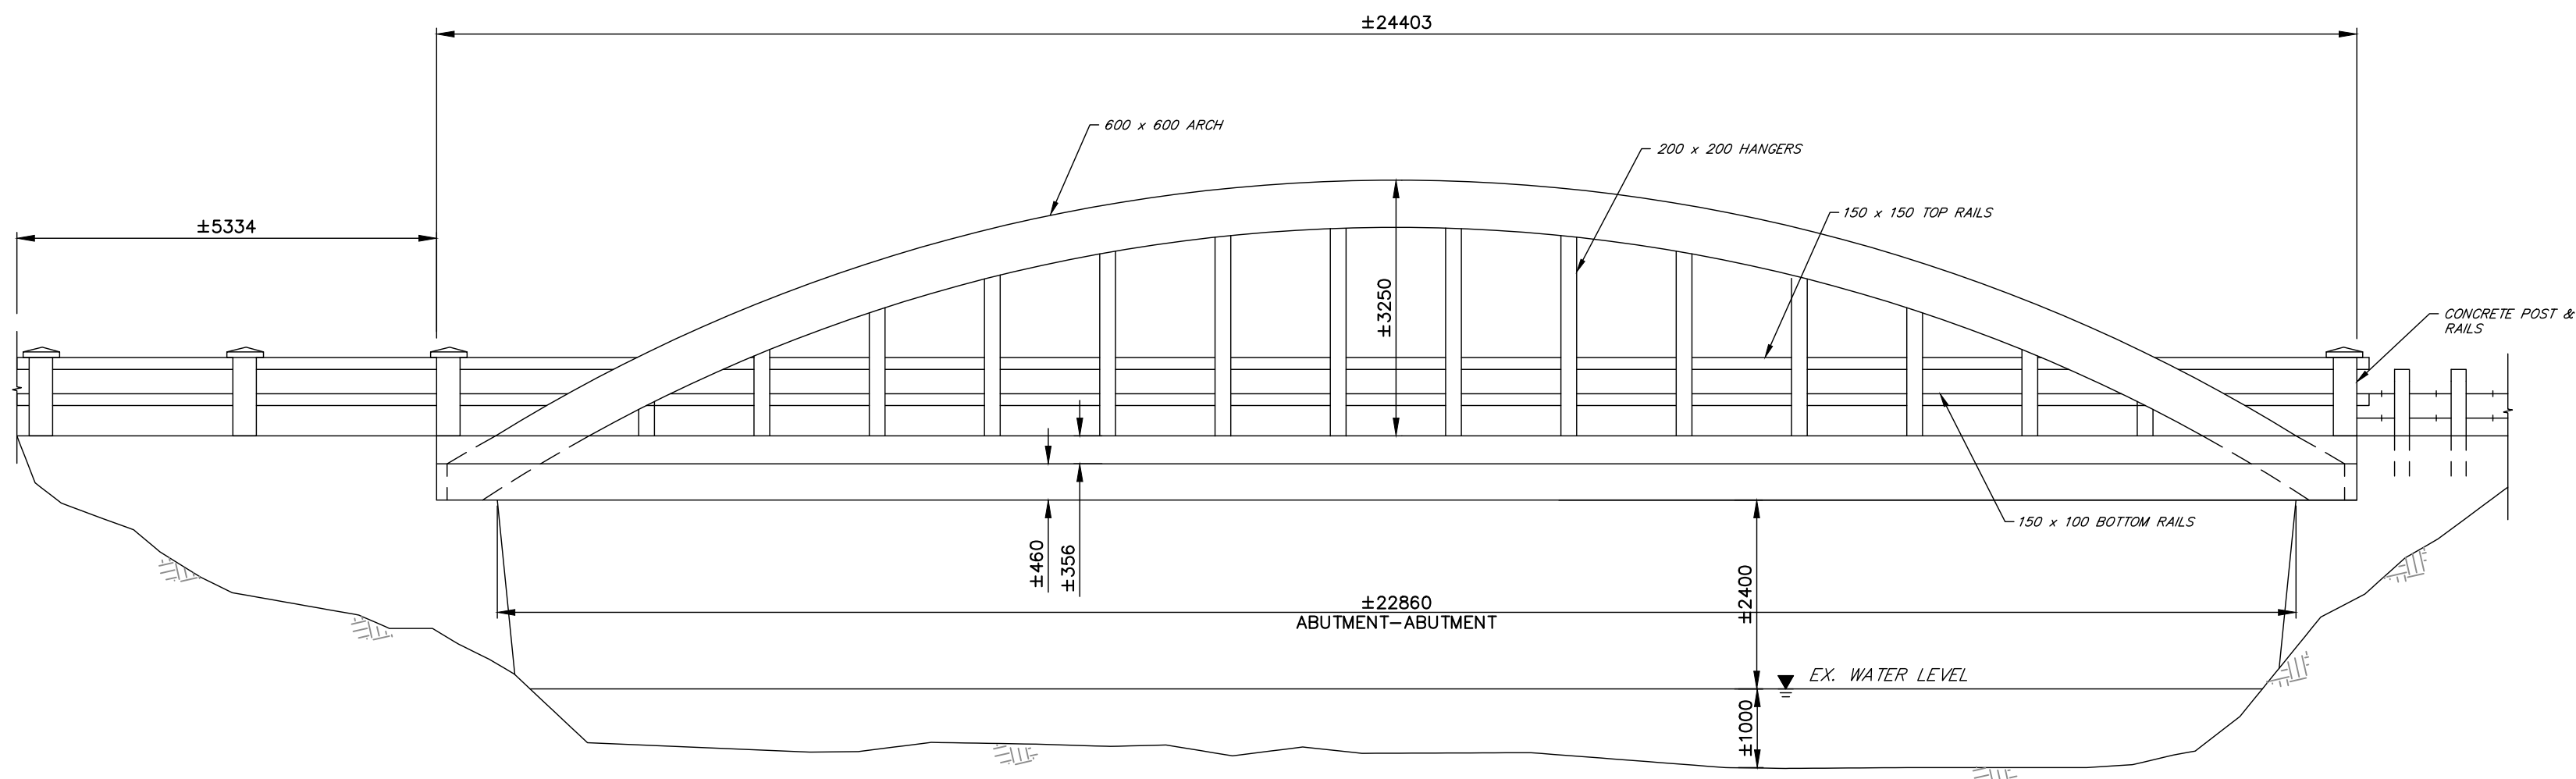 ±24403
600 x 600 ARCH
200 x 200 HANGERS
150 x 150 TOP RAILS
±5334
±3250
CONCRETE POST &
RAILS
150 x 100 BOTTOM RAILS
±460
±356
±2400
±22860
ABUTMENT-ABUTMENT
EX. WATER LEVEL
±1000